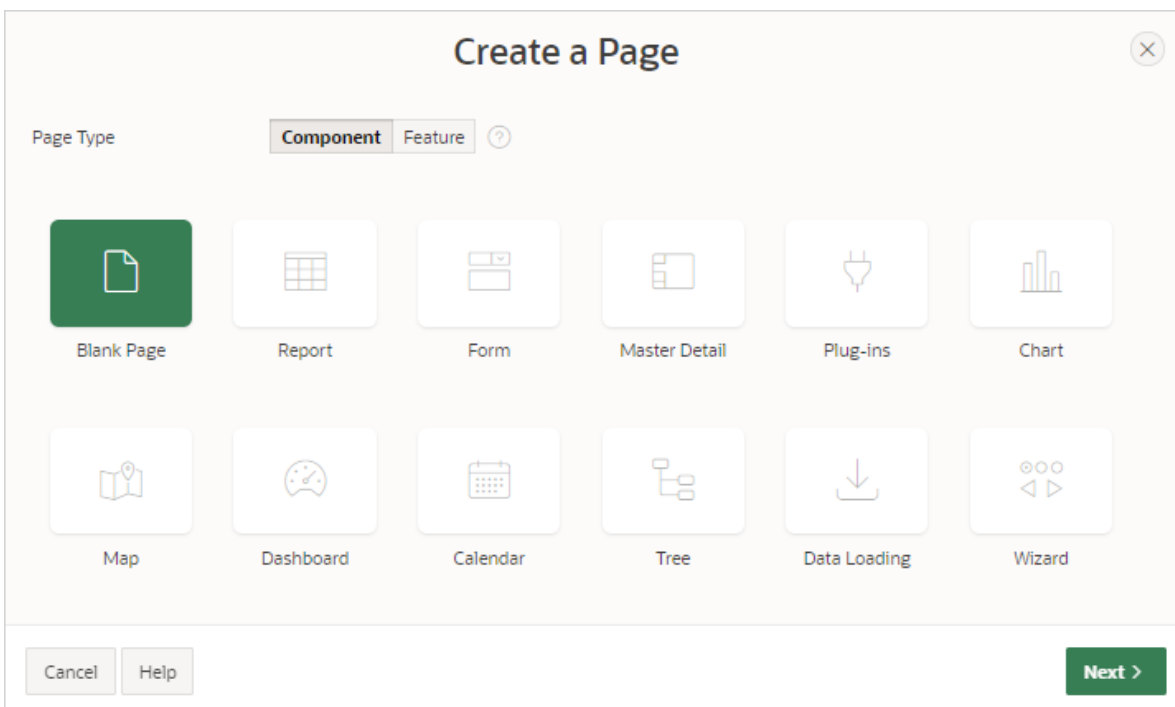 Create a Page
Page Type
Component Feature
Blank Page Report Form Master Detail Plug-ins Chart
Map Dashboard Calendar Tree Data Loading Wizard
Cancel Help Next